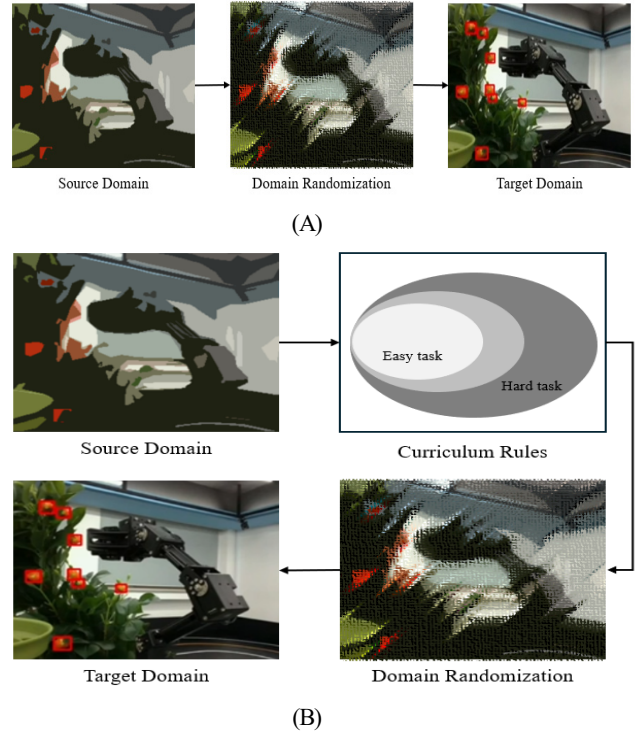 Source Domain
Domain Randomization
Target Domain
(A)
Easy task
Hard task
Source Domain
Curriculum Rules
Target Domain
Domain Randomization
(B)